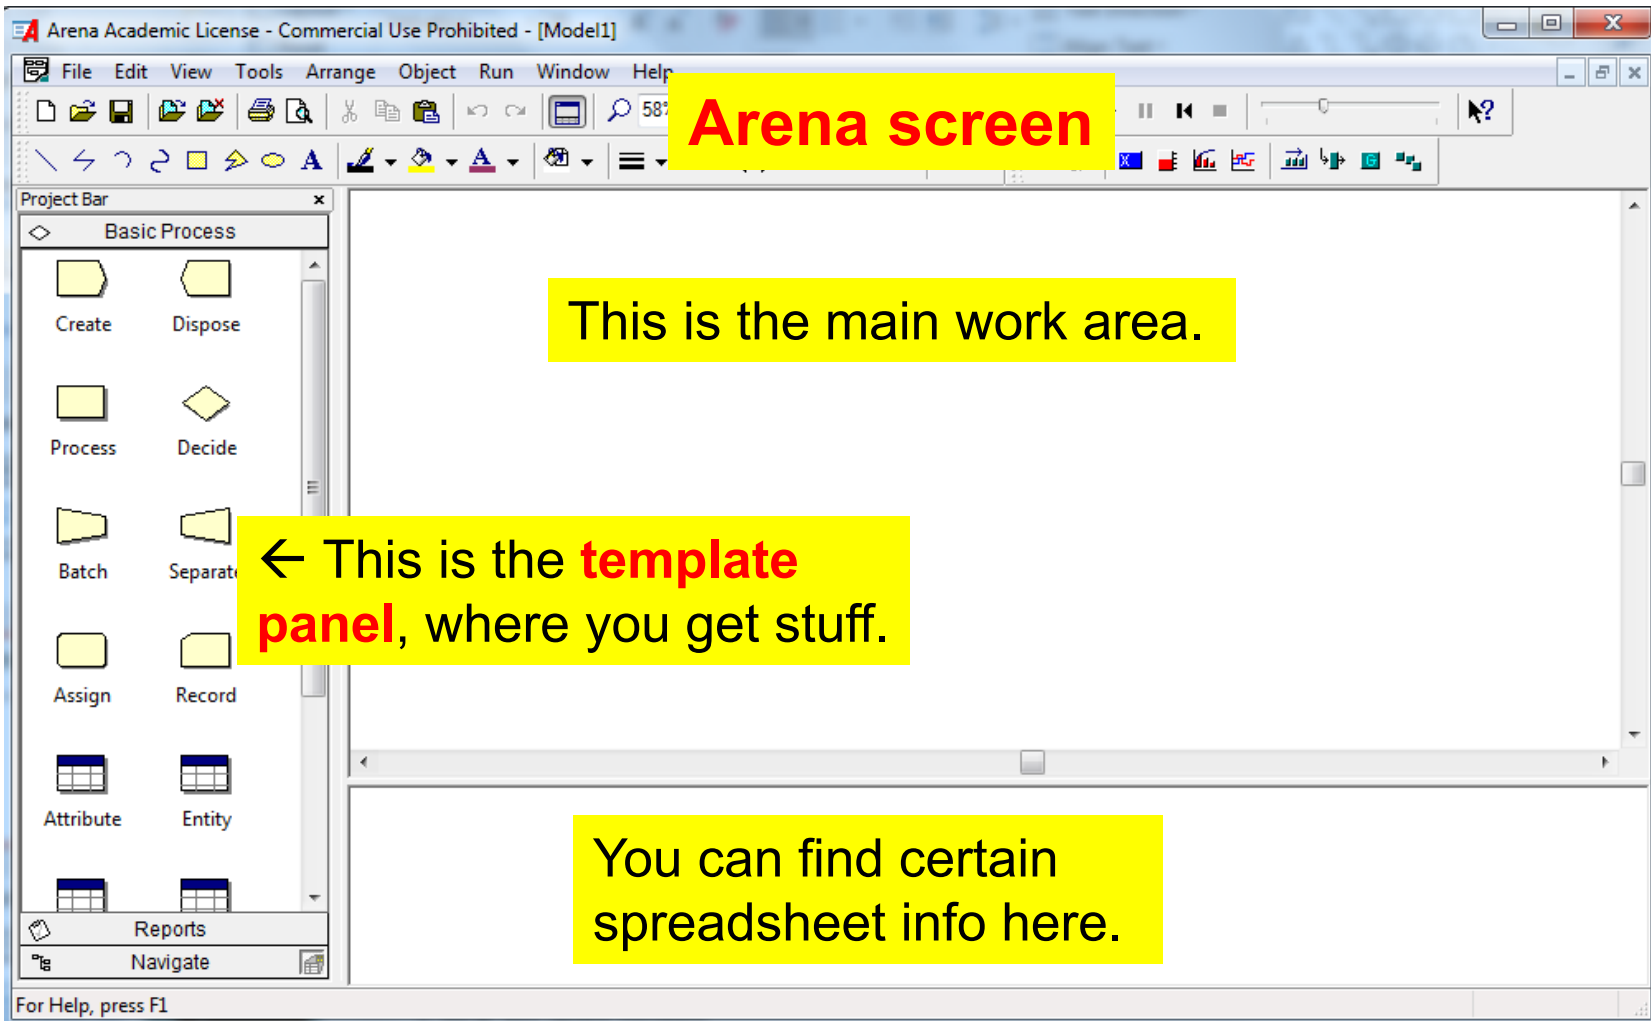 Arena Academic License - Commercial Use Prohibited - [Model1]
File Edit View Tools Arrange Object Run Window Help
58%
Arena screen
A A
Project Bar
Basic Process
Create Dispose
This is the main work area.
Process Decide
Batch Separate
← This is the template
panel, where you get stuff.
Assign Record
Attribute Entity
You can find certain
spreadsheet info here.
Reports
Navigate
For Help, press F1